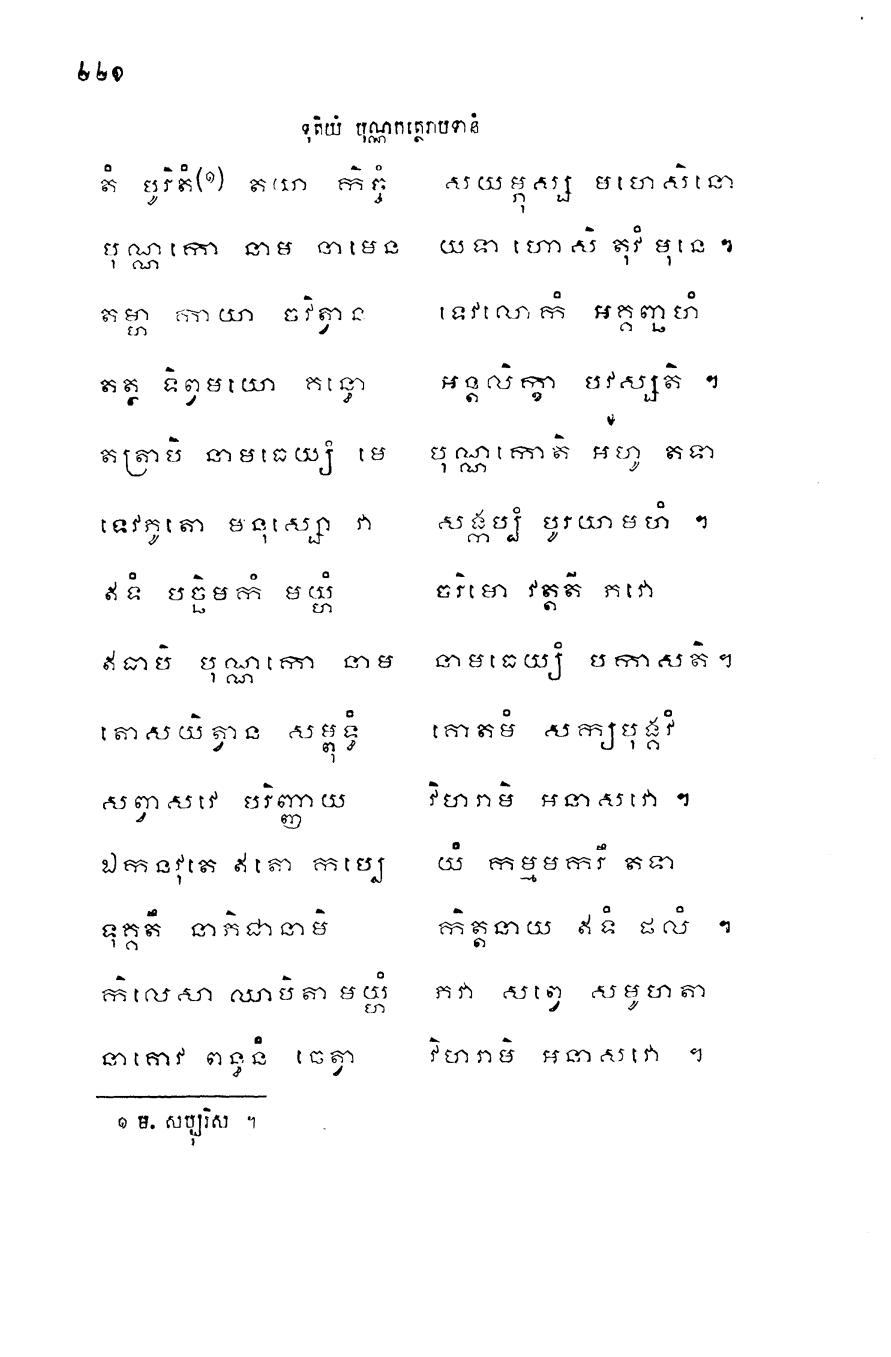 ២២១
ទុតិយំ បុណ្ណកត្ថេរាបទានំ
តំ បូរិតំ(១) តយា កិច្ចំ សយម្ភុស្ស មហេសិនោ
បុណ្ណកោ នាម នាមេន យទា ហោសិ តុវំ មុនេ ។
តម្ហា កាយា ចវិត្វាន ទេវលោកំ អគ្គញ្ឆហំ
តត្ថ ទិព្វមយោ គន្ធោ អន្តលិក្ខា បវស្សតិ ។
តត្រាបិ នាមធេយ្យំ មេ បុណ្ណកោតិ អហូ តទា
ទេវភូតោ មនុស្សោ វា សង្កប្បំ បូរយាមហំ ។
ឥទំ បច្ឆិមកំ មយ្ហំ ចរិមោ វត្តតី ភវោ
ឥធាបិ បុណ្ណកោ នាម នាមធេយ្យំ បកាសតិ ។
តោសយិត្វាន សម្ពុទ្ធំ គោតមំ សក្យបុង្គវំ
សព្វាសវេ បរិញ្ញាយ វិហរាមិ អនាសវោ ។
ឯកនវុតេ ឥតោ កប្បេ យំ កម្មមករឹ តទា
ទុគ្គតឹ នាភិជានាមិ កិត្តនាយ ឥទំ ផលំ ។
កិលេសា ឈាបិតា មយ្ហំ ភវា សព្វេ សមូហតា
នាគោវ ពន្ធនំ ឆេត្វា វិហរាមិ អនាសវោ ។
១ ម. សប្បុរិស ។